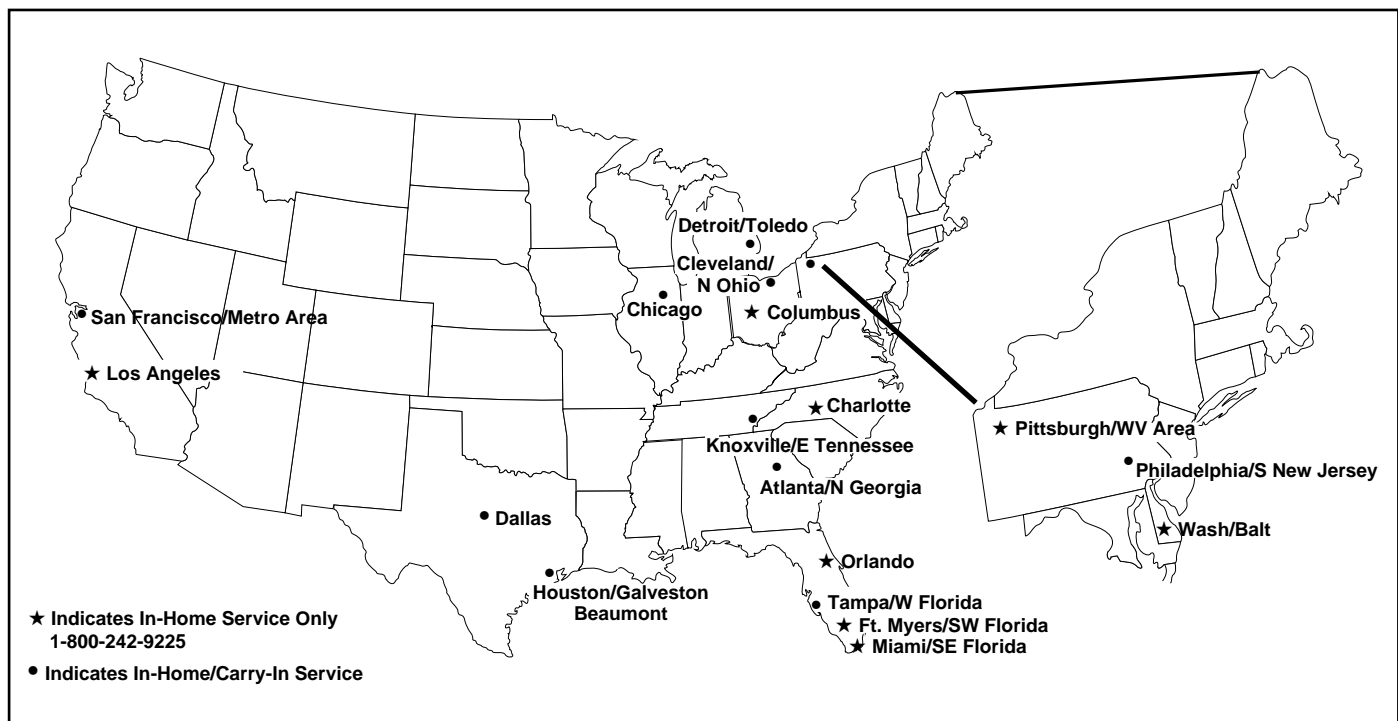 Detroit/Toledo
Cleveland/
N Ohio
Chicago
★ Columbus
San Francisco/Metro Area
★ Los Angeles
★ Charlotte
Knoxville/E Tennessee
Atlanta/N Georgia
★ Pittsburgh/WV Area
Philadelphia/S New Jersey
★ Wash/Balt
Dallas
Houston/Galveston
Beaumont
★ Orlando
Tampa/W Florida
★ Ft. Myers/SW Florida
★ Miami/SE Florida
★ Indicates In-Home Service Only
1-800-242-9225
• Indicates In-Home/Carry-In Service